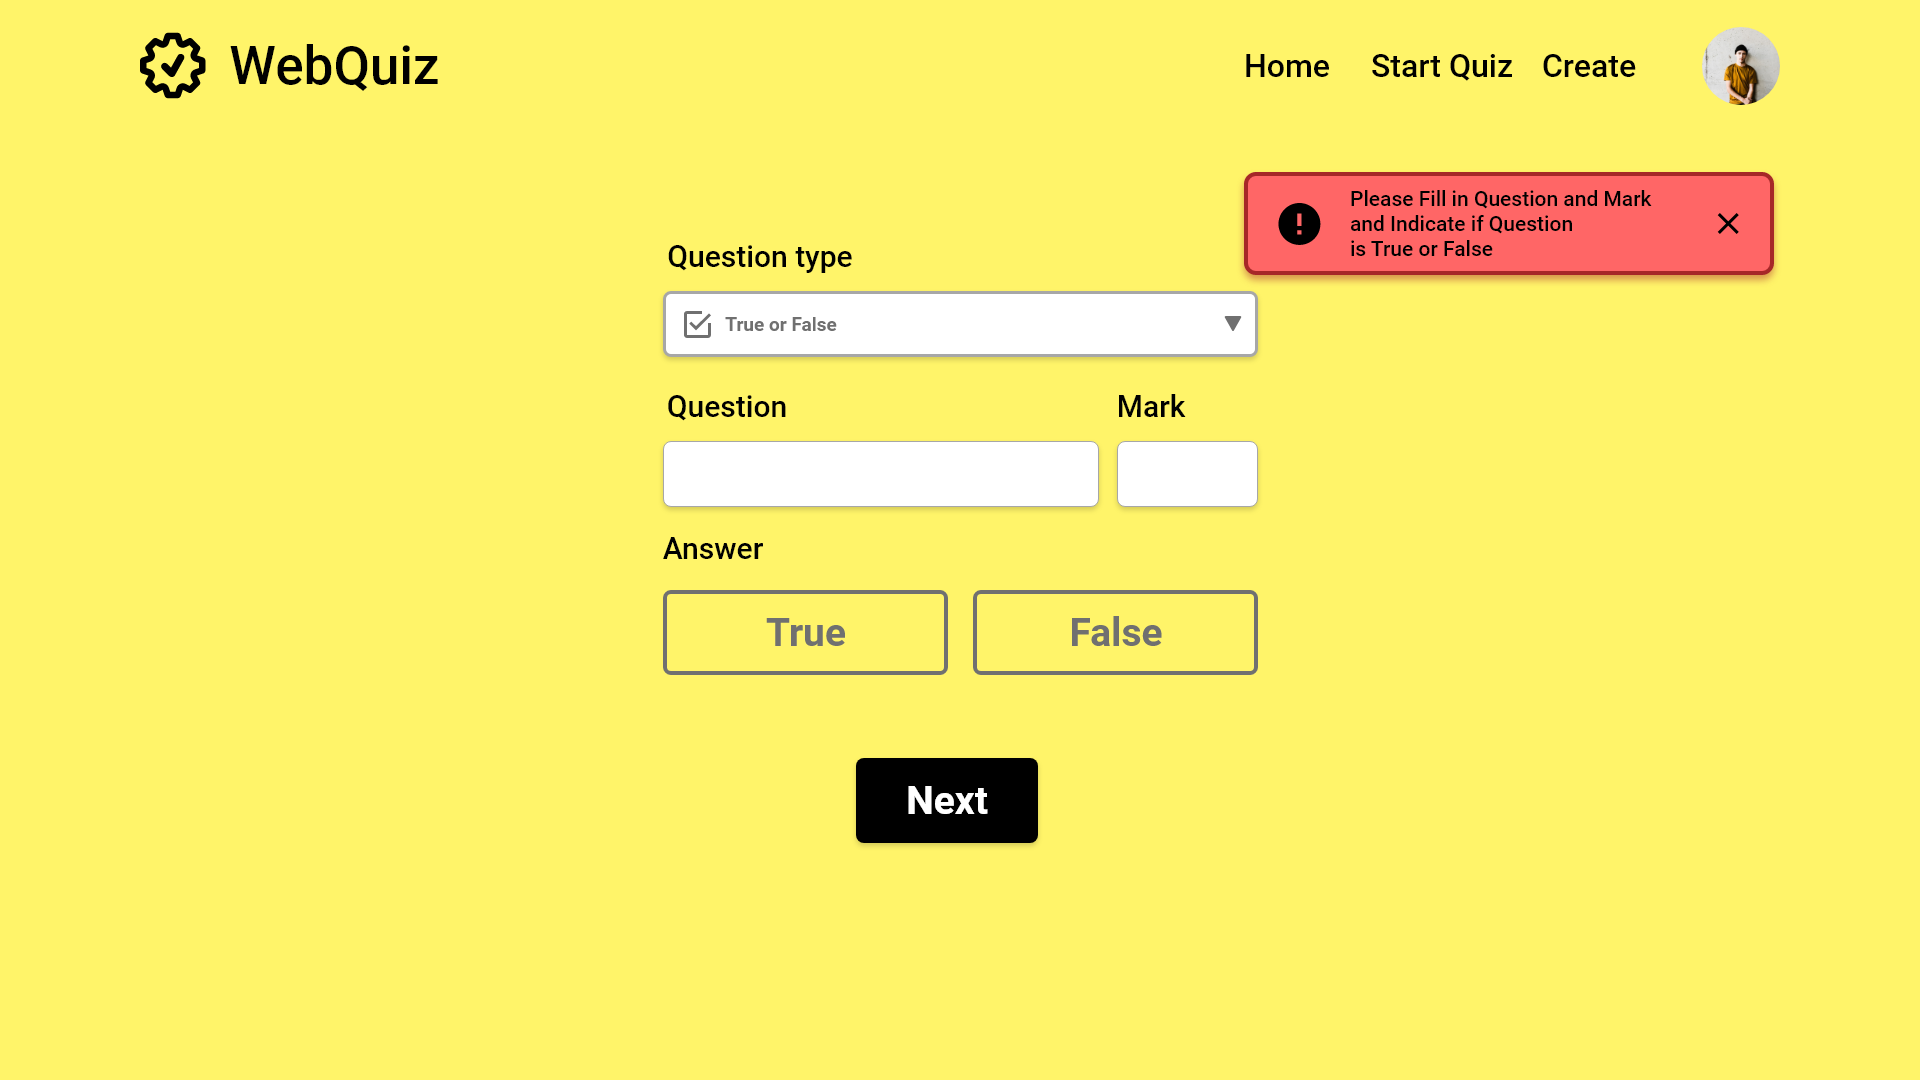 WebQuiz
Home
Start Quiz
Create
Please Fill in Question and Mark
and Indicate if Question
is True or False
Question type
True or False
Question
Mark
Answer
True
False
Next